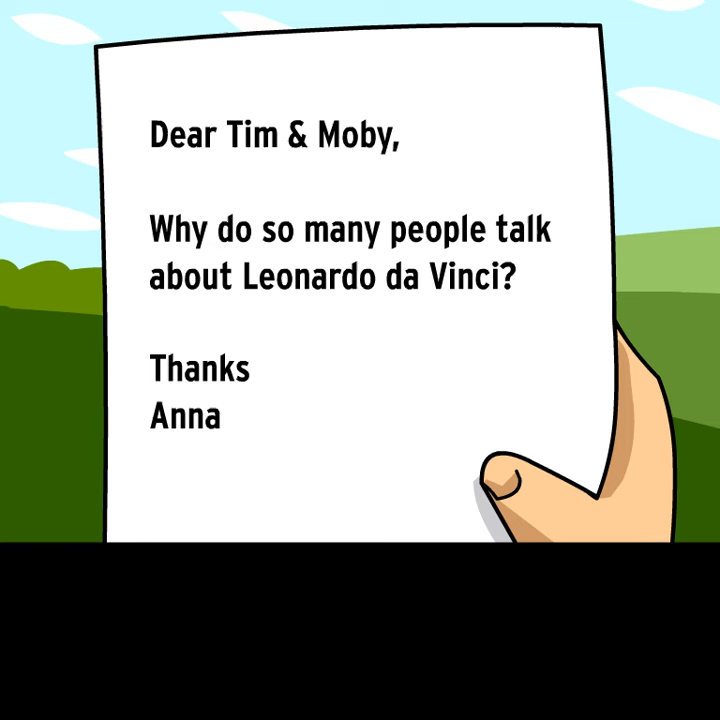 Dear Tim & Moby,
Why do so many people talk
about Leonardo da Vinci?
Thanks
Anna